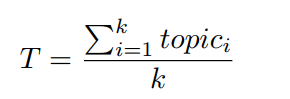 T = \frac{\sum_{i=1}^{k} topic_i}{k}